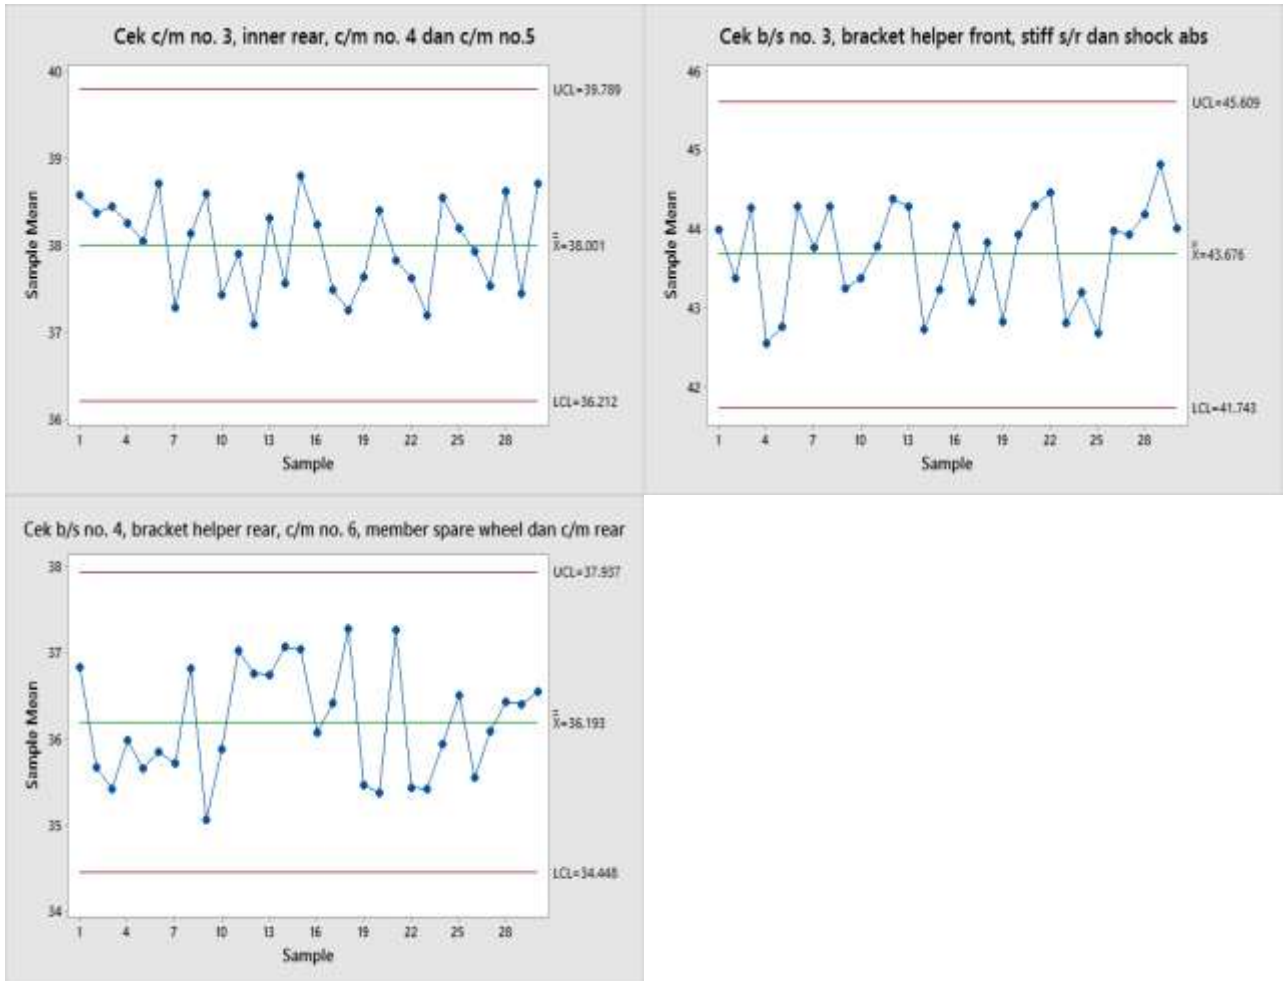 Cek c/m no. 3, inner rear, c/m no. 4 dan c/m no.5
40
39
38
37
36
Sample Mean
UCL=39.789
X̿=38.001
LCL=36.212
1 4 7 10 13 16 19 22 25 28
Sample
Cek b/s no. 3, bracket helper front, stiff s/r dan shock abs
46
45
44
43
42
Sample Mean
UCL=45.609
X̿=43.676
LCL=41.743
1 4 7 10 13 16 19 22 25 28
Sample
Cek b/s no. 4, bracket helper rear, c/m no. 6, member spare wheel dan c/m rear
38
37
36
35
34
Sample Mean
UCL=37.937
X̿=36.193
LCL=34.448
1 4 7 10 13 16 19 22 25 28
Sample